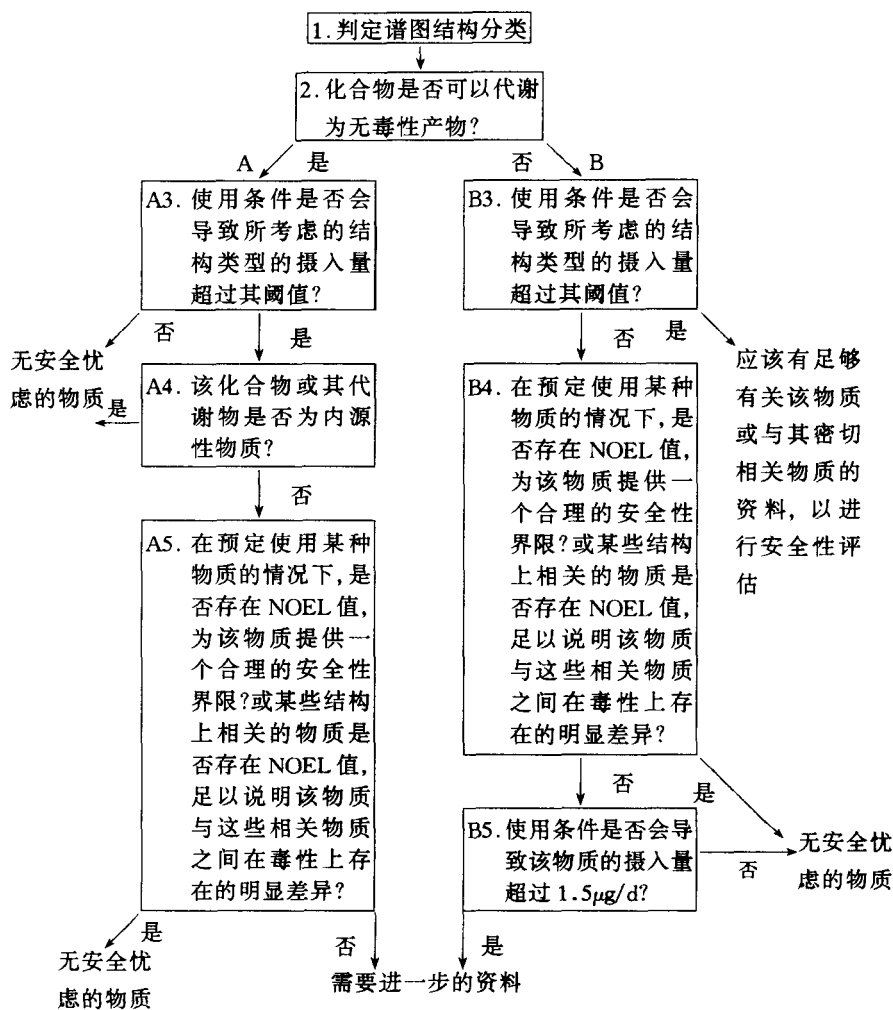 1.判定谱图结构分类
2.化合物是否可以代谢
为无毒性产物?
A 是
否 B
A3. 使用条件是否会
导致所考虑的结
构类型的摄入量
超过其阈值?
B3. 使用条件是否会
导致所考虑的结
构类型的摄入量
超过其阈值?
否
是
否
是
无安全忧
虑的物质
是
A4. 该化合物或其代
谢物是否为内源
性物质?
否
B4. 在预定使用某种
物质的情况下,是
否存在 NOEL 值,
为该物质提供一
个合理的安全性
界限?或某些结构
上相关的物质是
否存在 NOEL 值,
足以说明该物质
与这些相关物质
之间在毒性上存
在的明显差异?
应该有足够
有关该物质
或与其密切
相关物质的
资料, 以进
行安全性评
估
A5. 在预定使用某种
物质的情况下,是
否存在 NOEL 值,
为该物质提供一
个合理的安全性
界限?或某些结构
上相关的物质是
否存在 NOEL 值,
足以说明该物质
与这些相关物质
之间在毒性上存
在的明显差异?
否
是
B5. 使用条件是否会导
致该物质的摄入量
超过 1.5μg/d?
否
无安全忧
虑的物质
是
无安全忧
虑的物质
否
是
需要进一步的资料